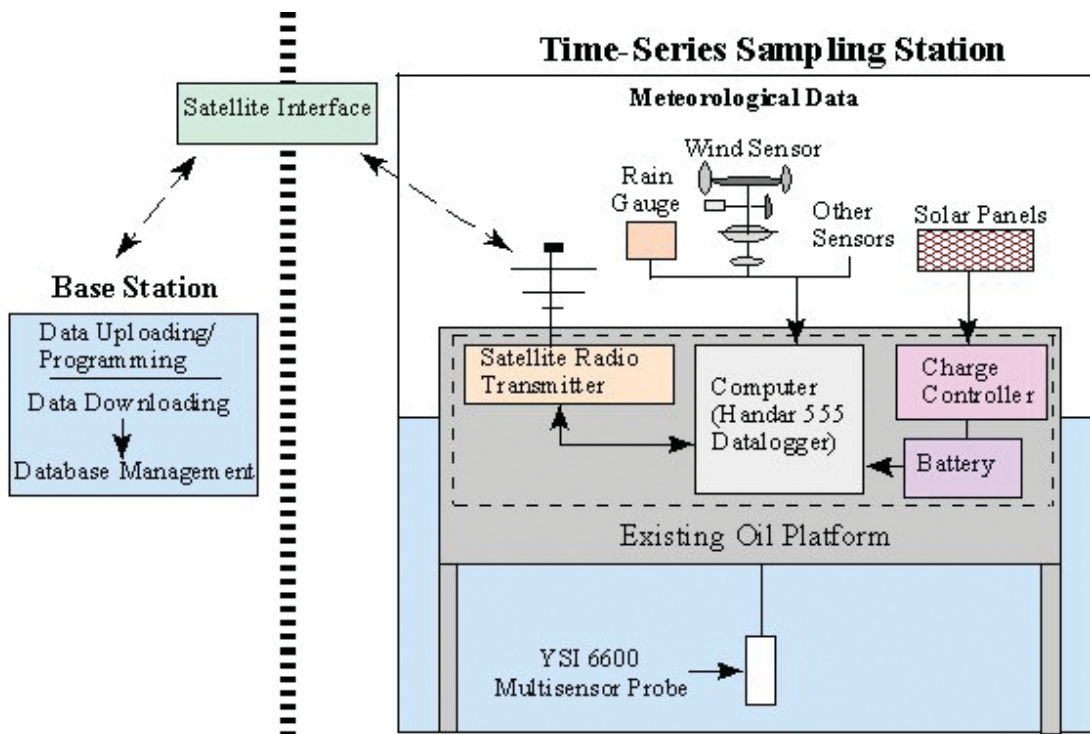 Time-Series Sampling Station
Satellite Interface
Meteorological Data
Wind Sensor
Rain
Gauge
Other
Sensors
Solar Panels
Base Station
Data Uploading/
Programming
Data Downloading
Database Management
Satellite Radio
Transmitter
Computer
(Handar 555
Datalogger)
Charge
Controller
Battery
Existing Oil Platform
YSI 6600
Multisensor Probe